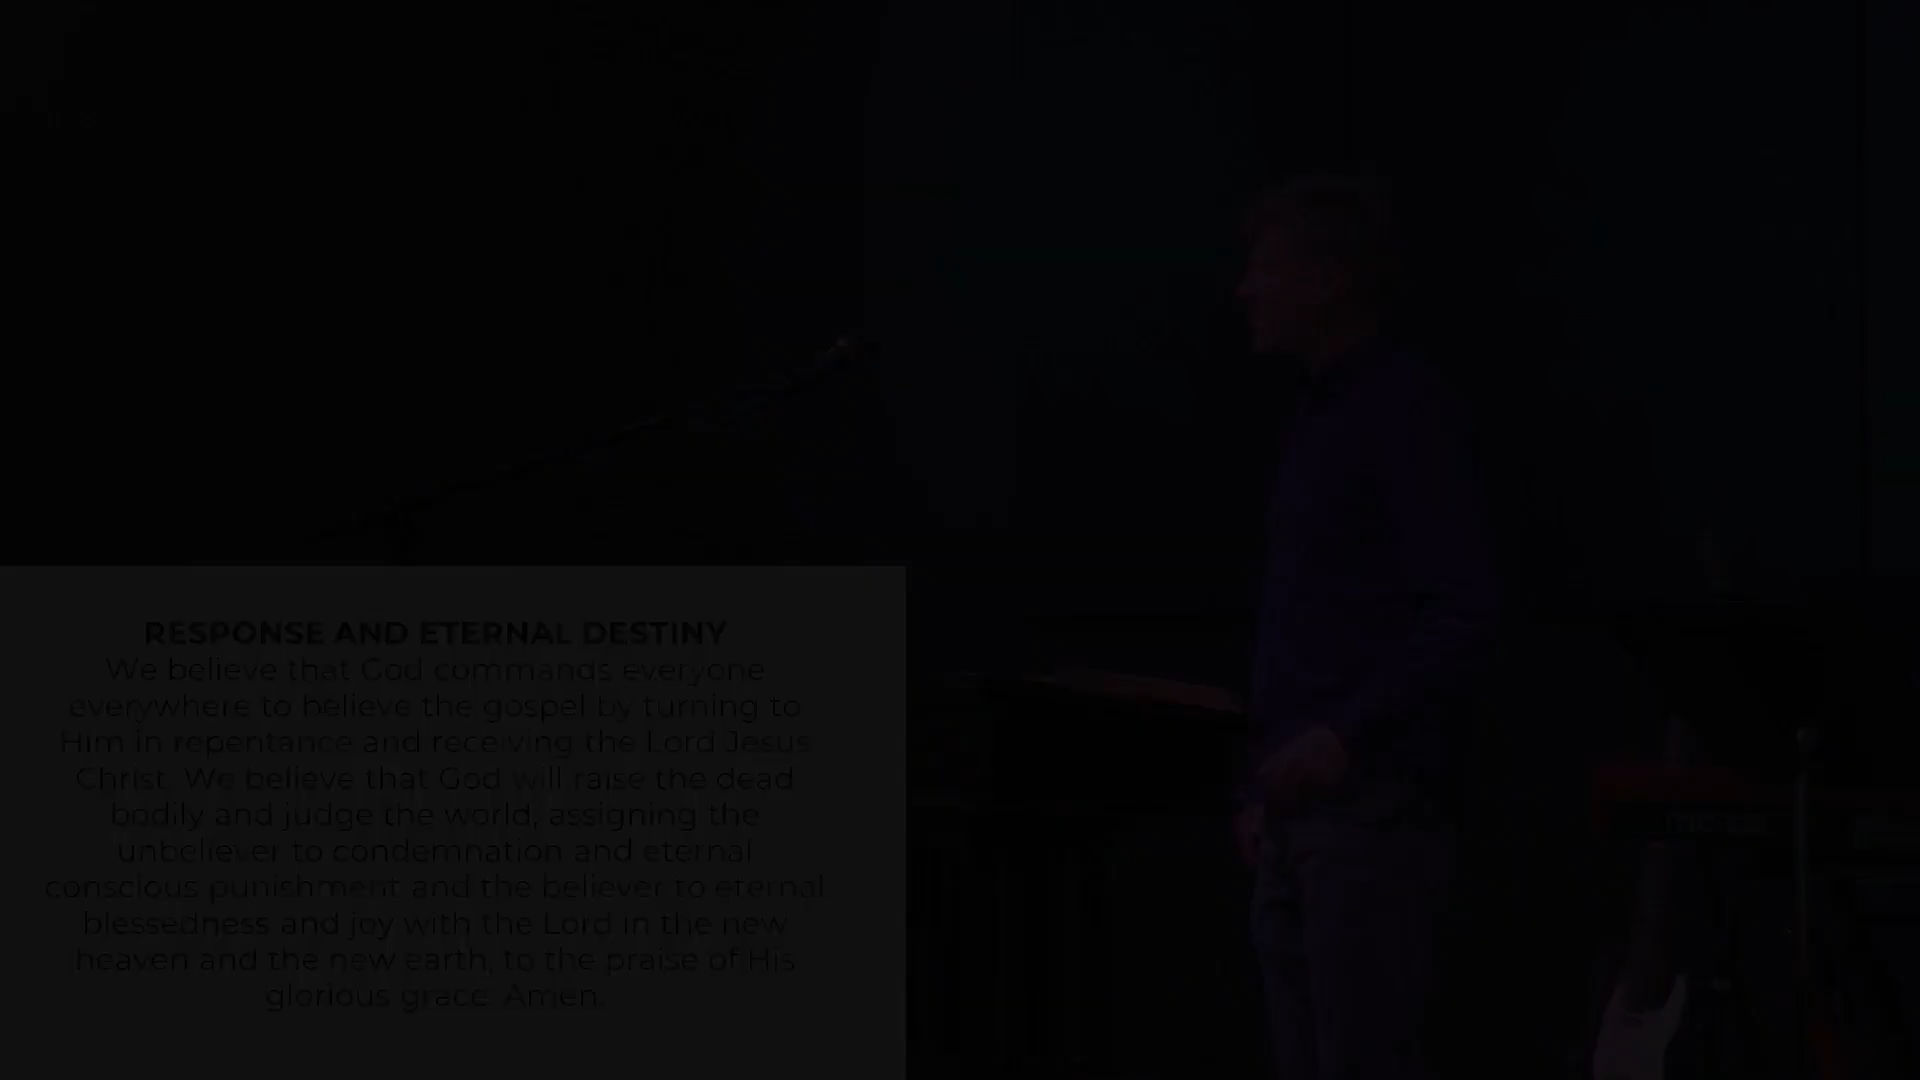 RESPONSE AND ETERNAL DESTINY
We believe that God commands everyone
everywhere to believe the gospel by turning to
Him in repentance and receiving the Lord Jesus
Christ. We believe that God will raise the dead
bodily and judge the world, assigning the
unbeliever to condemnation and eternal
conscious punishment and the believer to eternal
blessedness and joy with the Lord in the new
heaven and the new earth, to the praise of His
glorious grace. Amen.